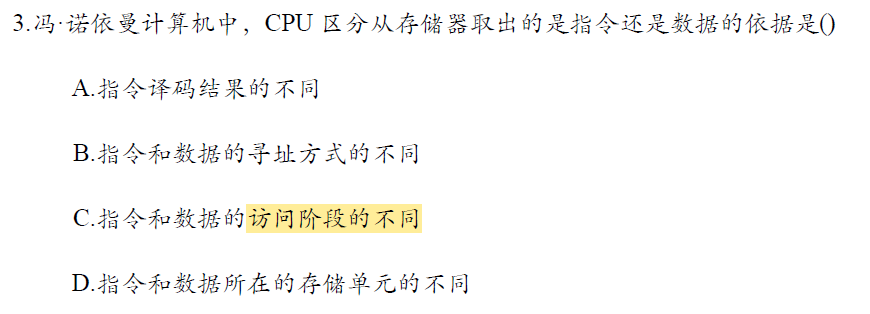 3.冯·诺依曼计算机中，CPU 区分从存储器取出的是指令还是数据的依据是()
A.指令译码结果的不同
B.指令和数据的寻址方式的不同
C.指令和数据的访问阶段的不同
D.指令和数据所在的存储单元的不同